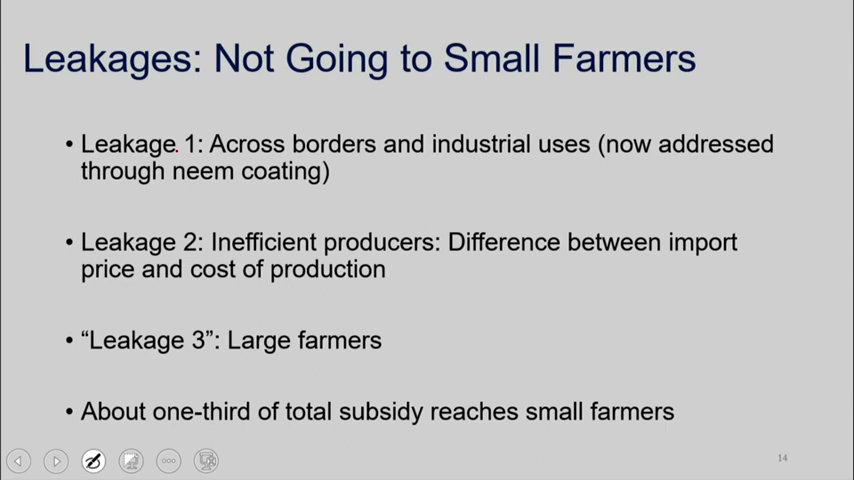 Leakages: Not Going to Small Farmers
• Leakage 1: Across borders and industrial uses (now addressed
through neem coating)
• Leakage 2: Inefficient producers: Difference between import
price and cost of production
• “Leakage 3”: Large farmers
• About one-third of total subsidy reaches small farmers
14